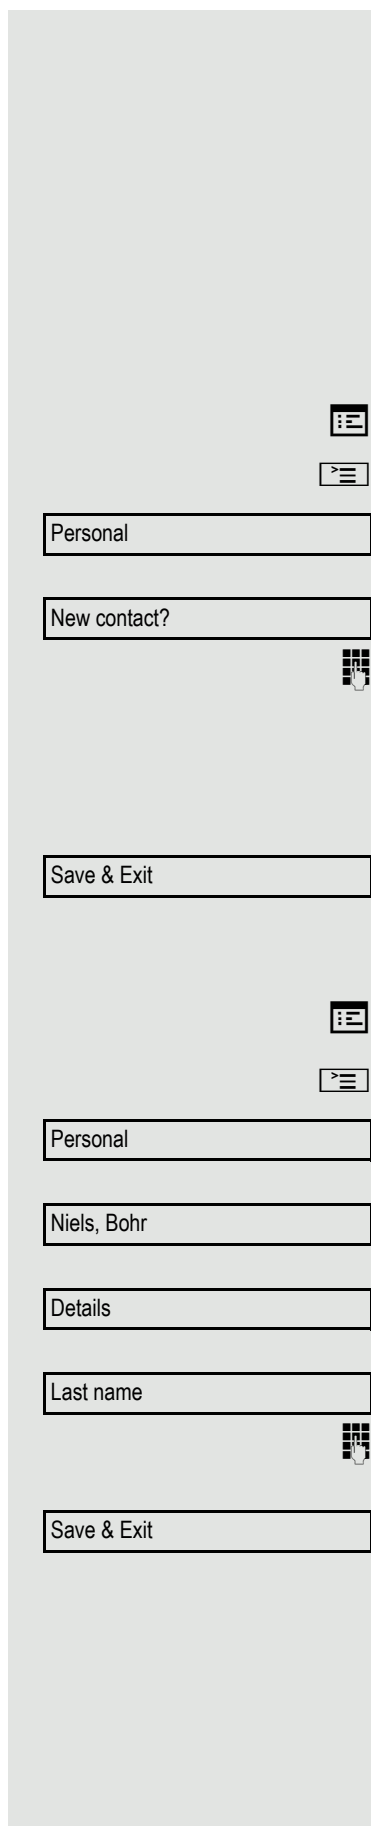 Personal
New contact?
Save & Exit
Personal
Niels, Bohr
Details
Last name
Save & Exit